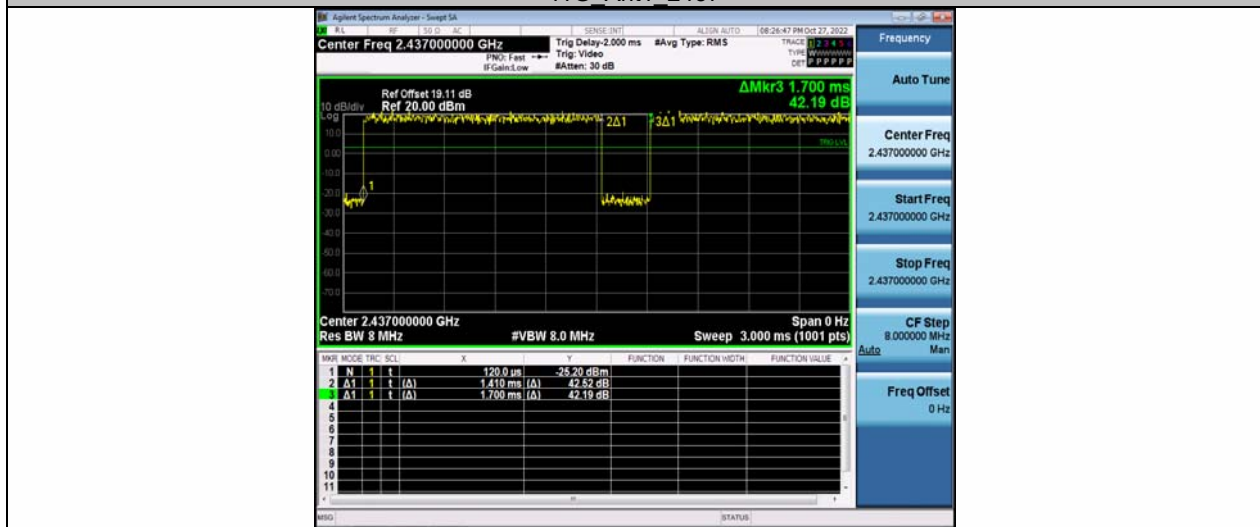 Agilent Spectrum Analyzer - Swept SA
RL RF 50 Ω AC SENSE:INT ALIGN AUTO 08:26:47 PM Oct 27, 2022
Center Freq 2.437000000 GHz
PNO: Fast
IFGain:Low
Trig Delay-2.000 ms #Avg Type: RMS
Trig: Video
#Atten: 30 dB
TRACE 1 2 3 4 5 6
TYPE WWWWWW
DET P P P P P P
Frequency
ΔMkr3 1.700 ms
42.19 dB
Ref Offset 19.11 dB
10 dB/div Ref 20.00 dBm
Log
10.0
0.00
-10.0
-20.0
-30.0
-40.0
-50.0
-60.0
-70.0
1
2Δ1
3Δ1
TRIG LVL
Center 2.437000000 GHz Span 0 Hz
Res BW 8 MHz #VBW 8.0 MHz Sweep 3.000 ms (1001 pts)
MKR MODE TRC SCL X Y FUNCTION FUNCTION WIDTH FUNCTION VALUE
1 N 1 t 120.0 µs -25.20 dBm
2 Δ1 1 t (Δ) 1.410 ms (Δ) 42.52 dB
3 Δ1 1 t (Δ) 1.700 ms (Δ) 42.19 dB
4
5
6
7
8
9
10
11
MSG STATUS
Auto Tune
Center Freq
2.437000000 GHz
Start Freq
2.437000000 GHz
Stop Freq
2.437000000 GHz
CF Step
8.000000 MHz
Auto Man
Freq Offset
0 Hz